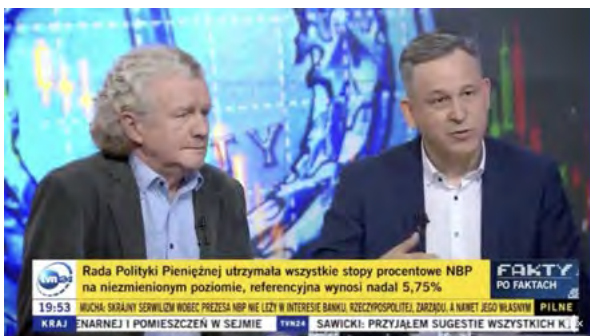 TY
Rada Polityki Pieniężnej utrzymała wszystkie stopy procentowe NBP
na niezmienionym poziomie, referencyjna wynosi nadal 5,75%
FAKTY
PO FAKTACH
tvn24
19:53 MUCHA: SKRAJNY SERWILIZM WOBEC PREZESA NBP NIE LEŻY W INTERESIE BANKU, RZECZYPOSPOLITEJ, ZARZĄDU, A NAWET JEGO WŁASNYM PILNE
KRAJ ENARNEJ I POMIESZCZEŃ W SEJMIE TVN24 SAWICKI: PRZYJĄŁEM SUGESTIE WSZYSTKICH K